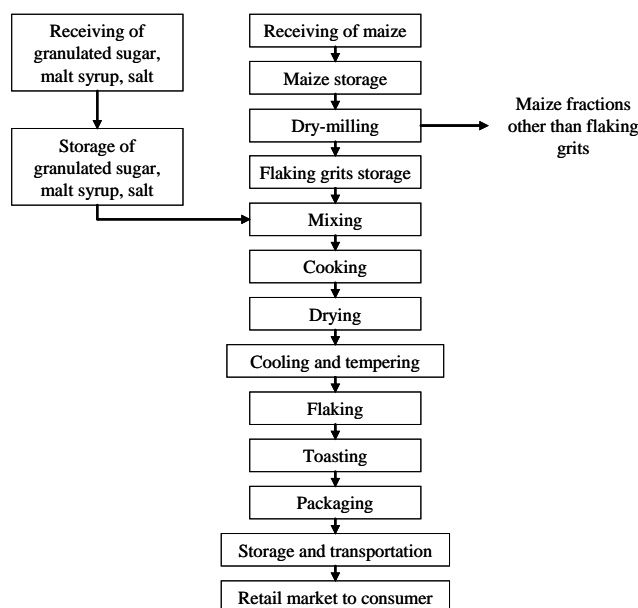 Receiving of
granulated sugar,
malt syrup, salt
Storage of
granulated sugar,
malt syrup, salt
Receiving of maize
Maize storage
Dry-milling
Maize fractions
other than flaking
grits
Flaking grits storage
Mixing
Cooking
Drying
Cooling and tempering
Flaking
Toasting
Packaging
Storage and transportation
Retail market to consumer